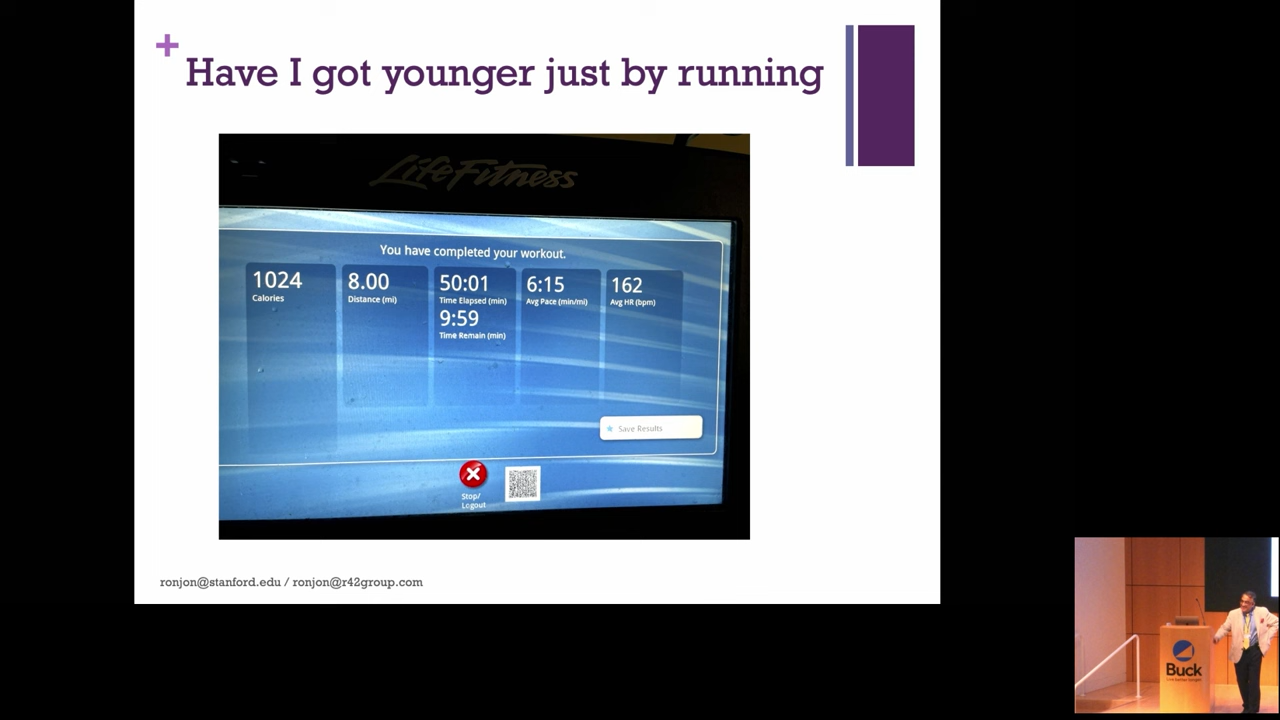 +
Have I got younger just by running
LifeFitness
You have completed your workout.
1024
Calories
8.00
Distance (mi)
50:01
Time Elapsed (min)
9:59
Time Remain (min)
6:15
Avg Pace (min/mi)
162
Avg HR (bpm)
Save Results
Stop/
Logout
ronjon@stanford.edu / ronjon@r42group.com
Buck